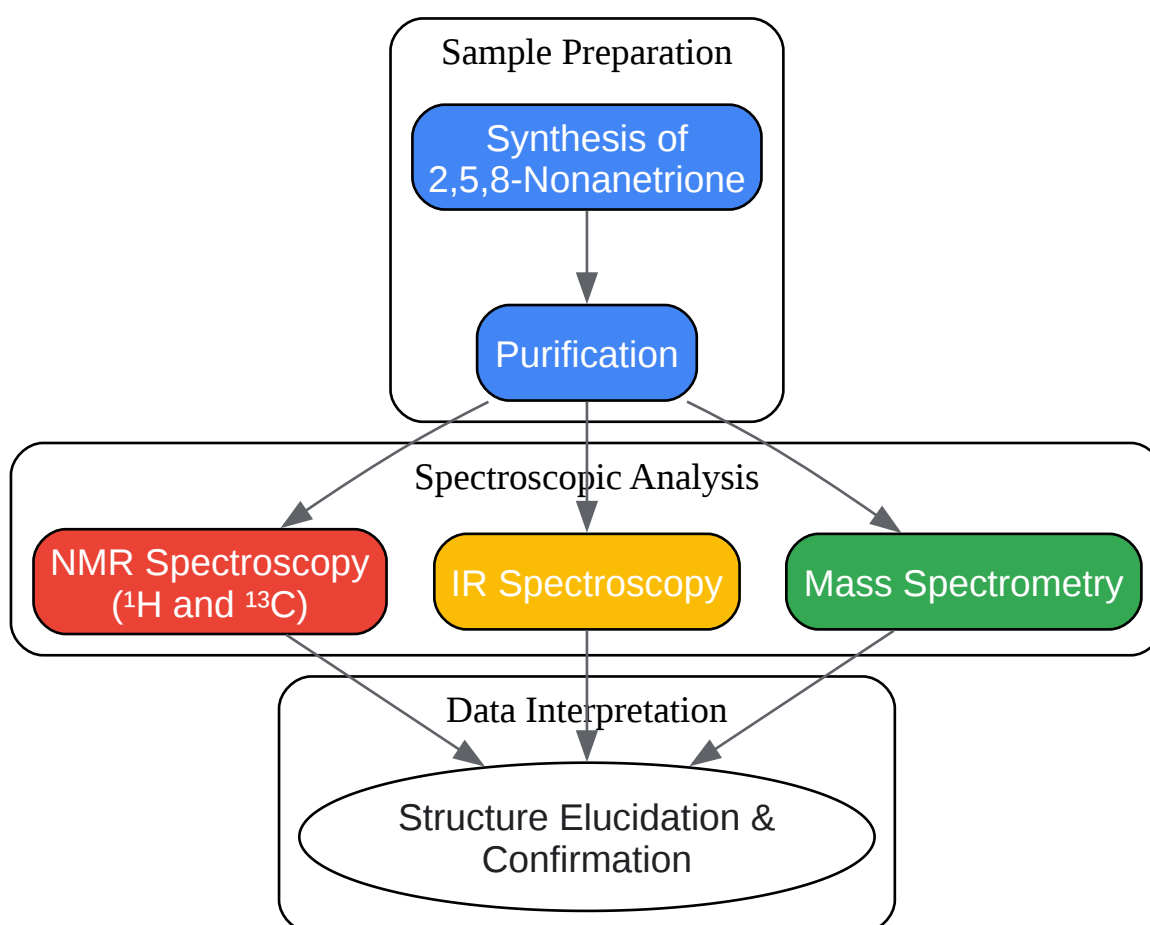 Sample Preparation
Synthesis of
2,5,8-Nonanetrione
Purification
Spectroscopic Analysis
NMR Spectroscopy
(¹H and ¹³C)
IR Spectroscopy
Mass Spectrometry
Data Interpretation
Structure Elucidation &
Confirmation